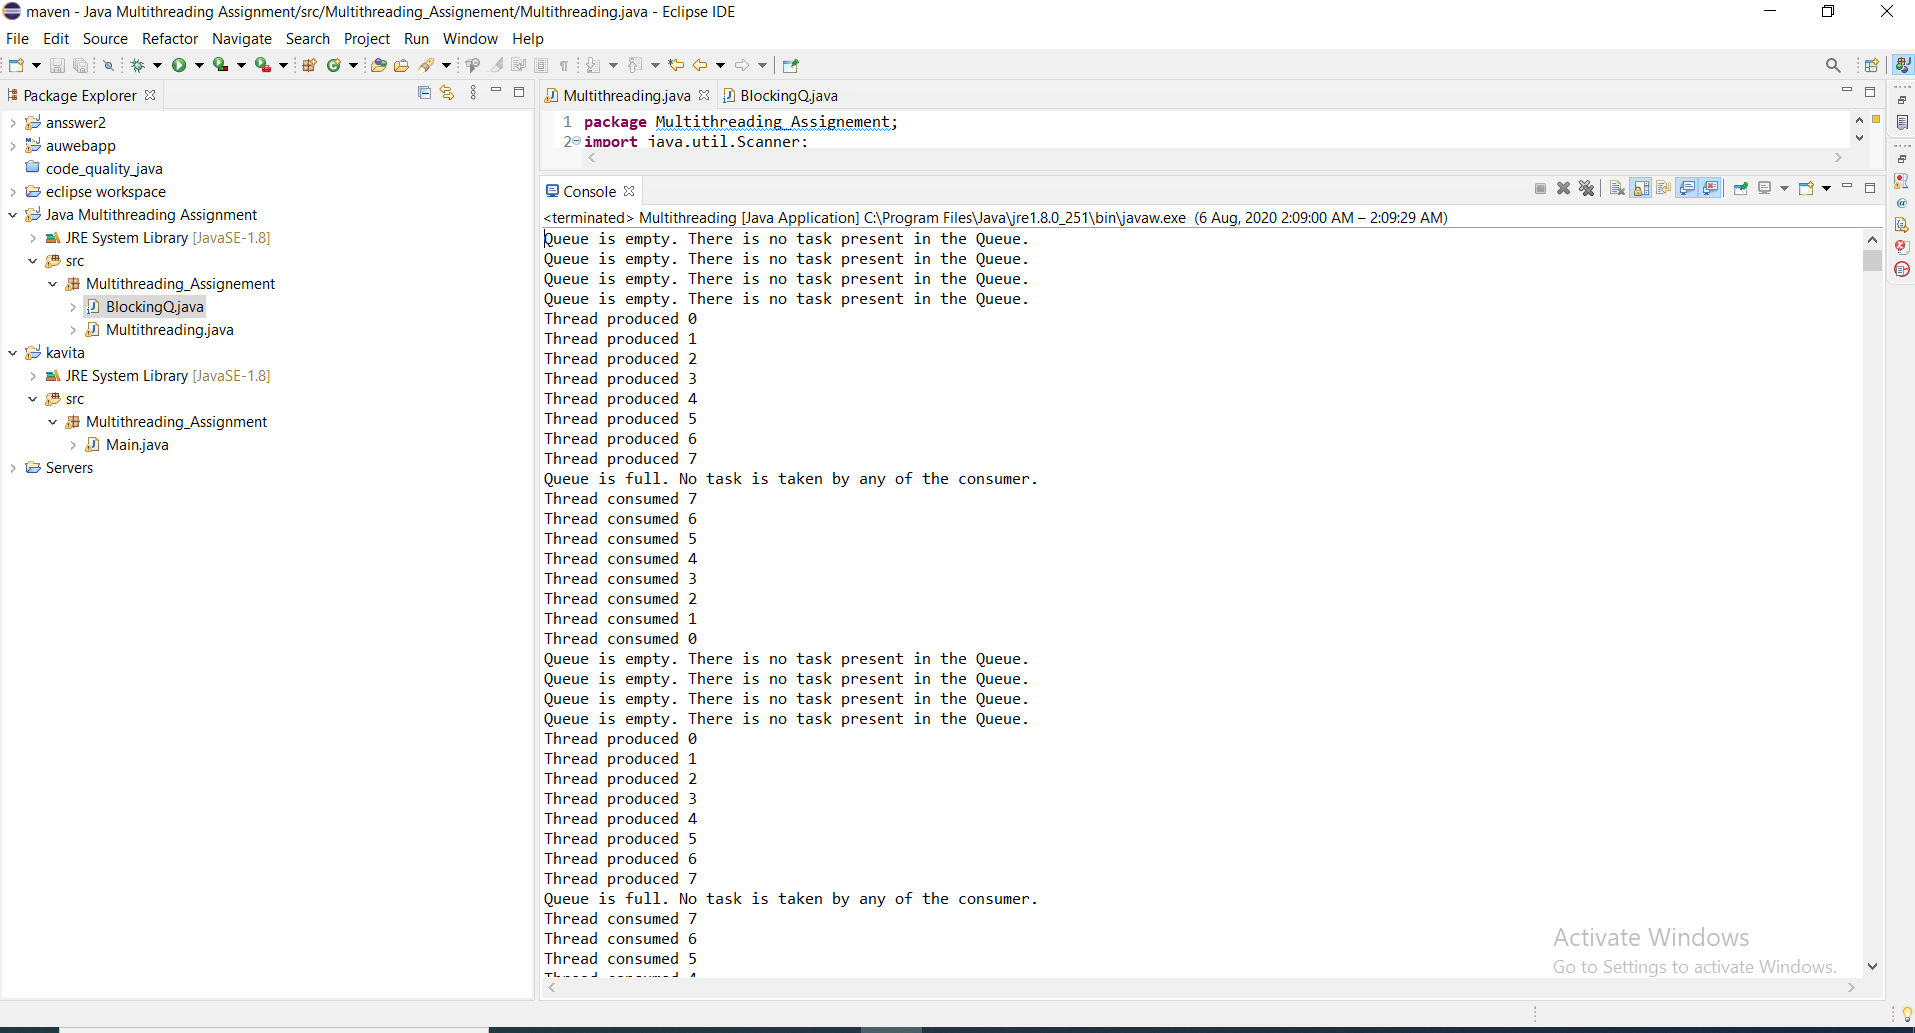 maven - Java Multithreading Assignment/src/Multithreading_Assignement/Multithreading.java - Eclipse IDE
File Edit Source Refactor Navigate Search Project Run Window Help
Package Explorer
ansswer2
auwebapp
code_quality_java
eclipse workspace
Java Multithreading Assignment
JRE System Library [JavaSE-1.8]
src
Multithreading_Assignement
BlockingQ.java
Multithreading.java
kavita
JRE System Library [JavaSE-1.8]
src
Multithreading_Assignment
Main.java
Servers
Multithreading.java BlockingQ.java
1 package Multithreading_Assignement;
2 import java.util.Scanner;
Console
<terminated> Multithreading [Java Application] C:\Program Files\Java\jre1.8.0_251\bin\javaw.exe (6 Aug, 2020 2:09:00 AM – 2:09:29 AM)
Queue is empty. There is no task present in the Queue.
Queue is empty. There is no task present in the Queue.
Queue is empty. There is no task present in the Queue.
Queue is empty. There is no task present in the Queue.
Thread produced 0
Thread produced 1
Thread produced 2
Thread produced 3
Thread produced 4
Thread produced 5
Thread produced 6
Thread produced 7
Queue is full. No task is taken by any of the consumer.
Thread consumed 7
Thread consumed 6
Thread consumed 5
Thread consumed 4
Thread consumed 3
Thread consumed 2
Thread consumed 1
Thread consumed 0
Queue is empty. There is no task present in the Queue.
Queue is empty. There is no task present in the Queue.
Queue is empty. There is no task present in the Queue.
Queue is empty. There is no task present in the Queue.
Thread produced 0
Thread produced 1
Thread produced 2
Thread produced 3
Thread produced 4
Thread produced 5
Thread produced 6
Thread produced 7
Queue is full. No task is taken by any of the consumer.
Thread consumed 7
Thread consumed 6
Thread consumed 5
Thread consumed 4
Activate Windows
Go to Settings to activate Windows.